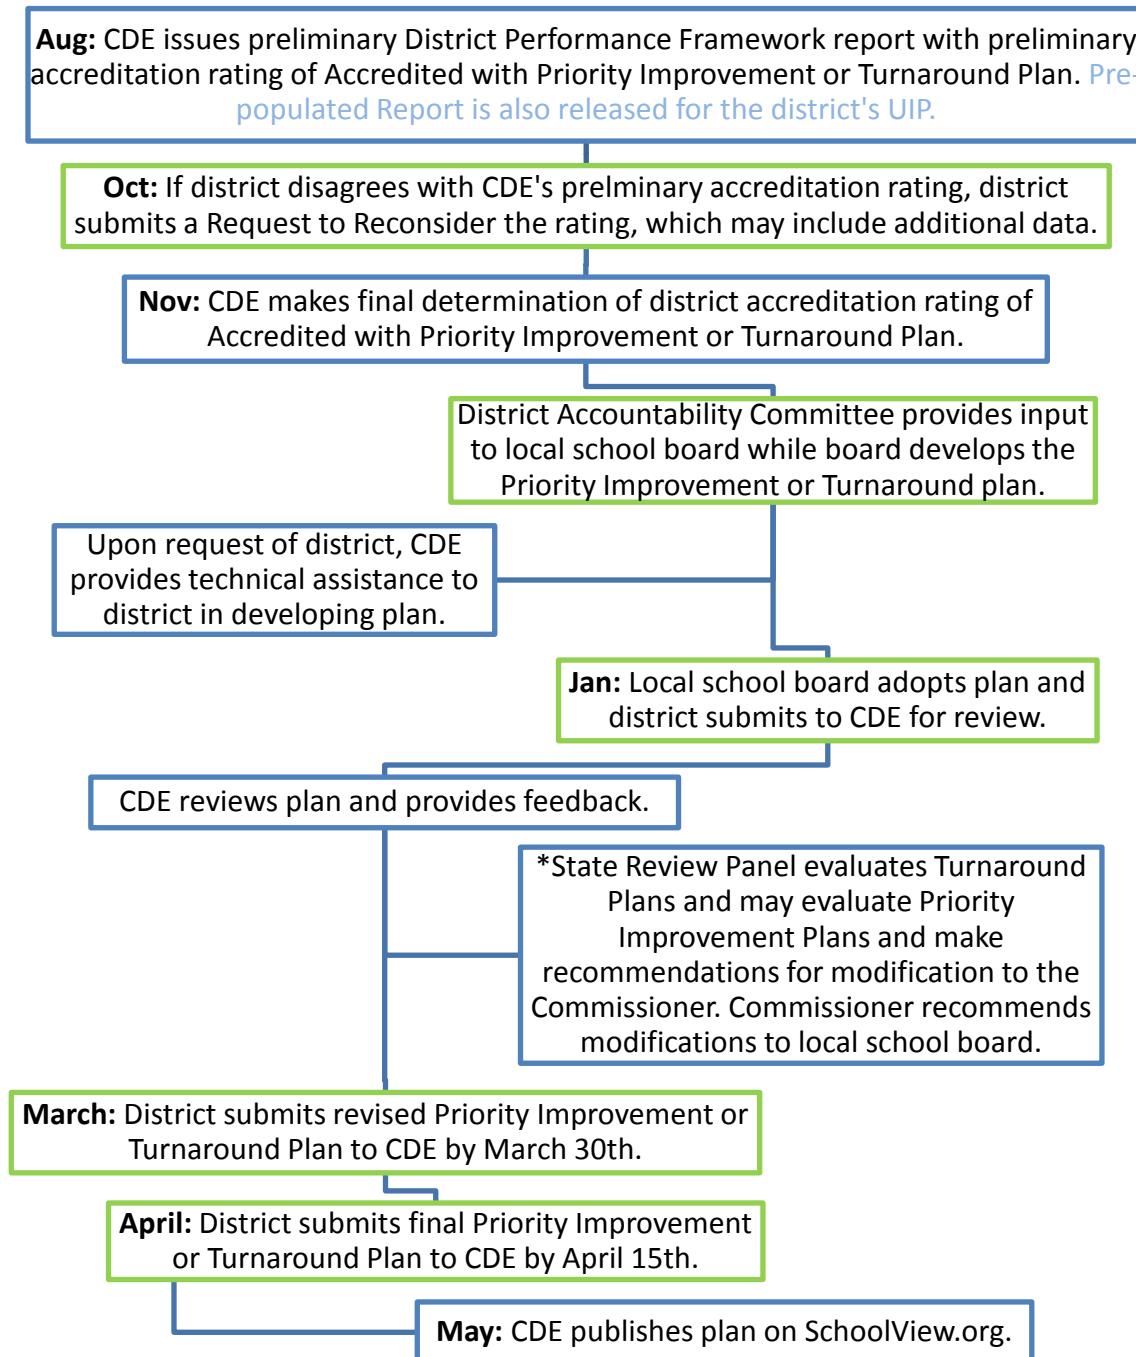 Aug: CDE issues preliminary District Performance Framework report with preliminary
accreditation rating of Accredited with Priority Improvement or Turnaround Plan. Pre-
populated Report is also released for the district's UIP.
Oct: If district disagrees with CDE's prelminary accreditation rating, district
submits a Request to Reconsider the rating, which may include additional data.
Nov: CDE makes final determination of district accreditation rating of
Accredited with Priority Improvement or Turnaround Plan.
District Accountability Committee provides input
to local school board while board develops the
Priority Improvement or Turnaround plan.
Upon request of district, CDE
provides technical assistance to
district in developing plan.
Jan: Local school board adopts plan and
district submits to CDE for review.
CDE reviews plan and provides feedback.
*State Review Panel evaluates Turnaround
Plans and may evaluate Priority
Improvement Plans and make
recommendations for modification to the
Commissioner. Commissioner recommends
modifications to local school board.
March: District submits revised Priority Improvement or
Turnaround Plan to CDE by March 30th.
April: District submits final Priority Improvement
or Turnaround Plan to CDE by April 15th.
May: CDE publishes plan on SchoolView.org.